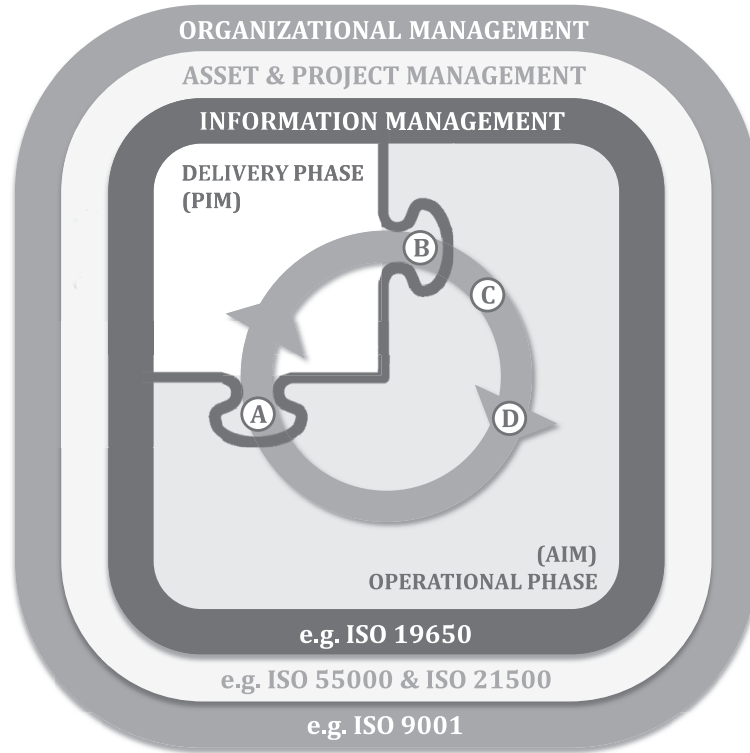 ORGANIZATIONAL MANAGEMENT
ASSET & PROJECT MANAGEMENT
INFORMATION MANAGEMENT
DELIVERY PHASE
(PIM)
B
C
A
D
(AIM)
OPERATIONAL PHASE
e.g. ISO 19650
e.g. ISO 55000 & ISO 21500
e.g. ISO 9001